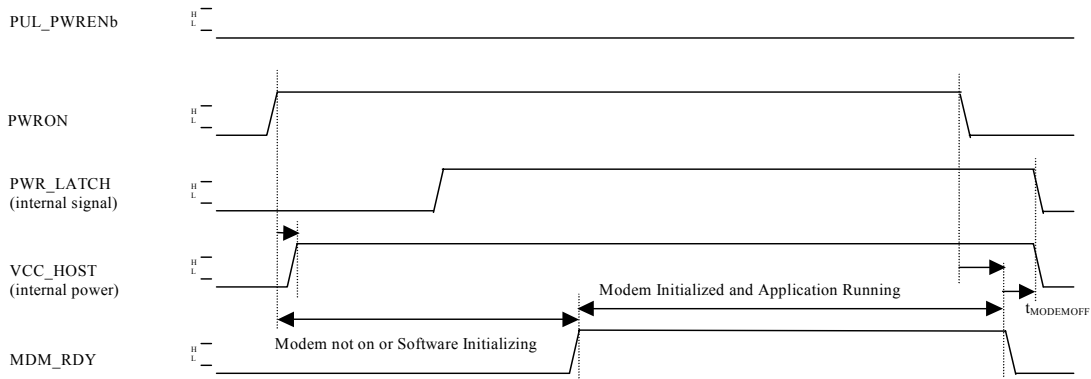 PUL_PWRENb
H
L
PWRON
H
L
PWR_LATCH
(internal signal)
H
L
VCC_HOST
(internal power)
H
L
Modem Initialized and Application Running
tMODEMOFF
Modem not on or Software Initializing
MDM_RDY
H
L